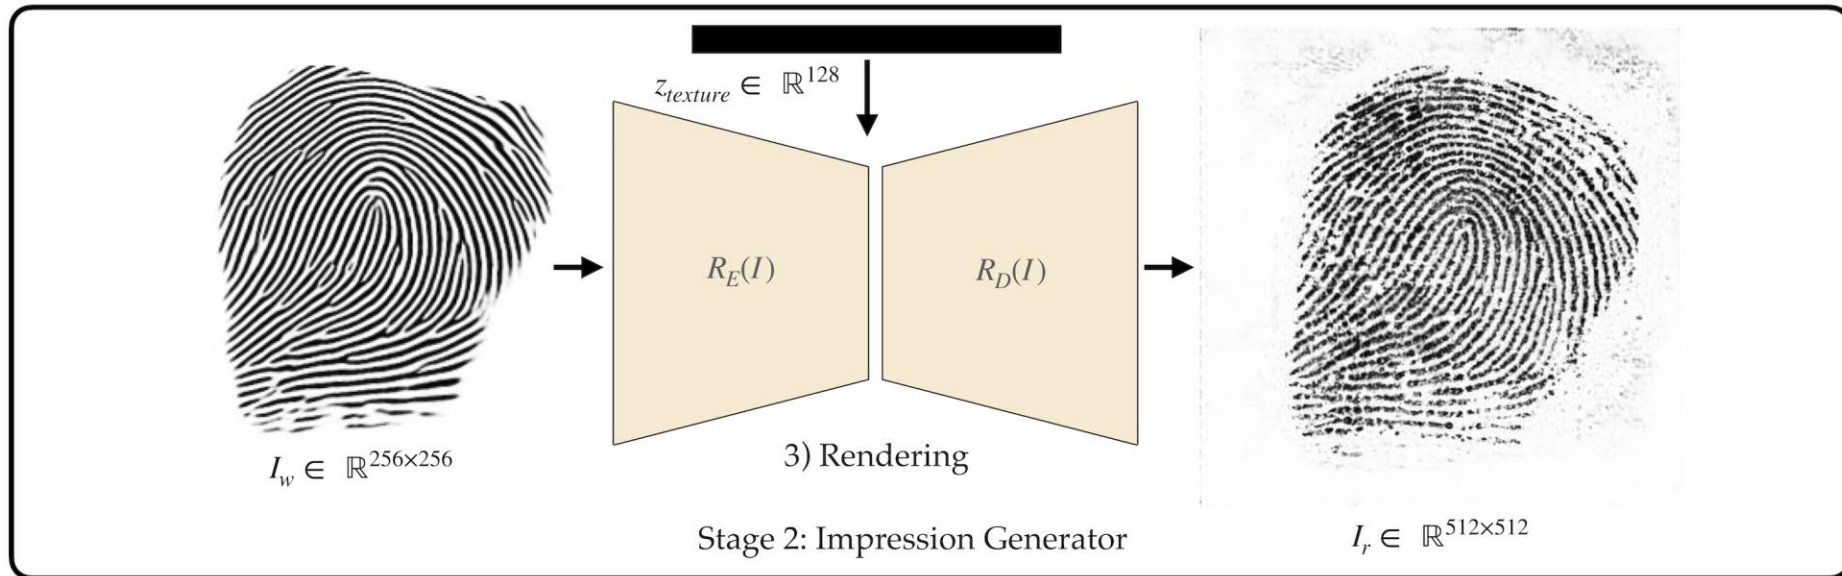 z_texture ∈ ℝ^128
R_E(I)
R_D(I)
I_w ∈ ℝ^256×256
3) Rendering
Stage 2: Impression Generator
I_r ∈ ℝ^512×512